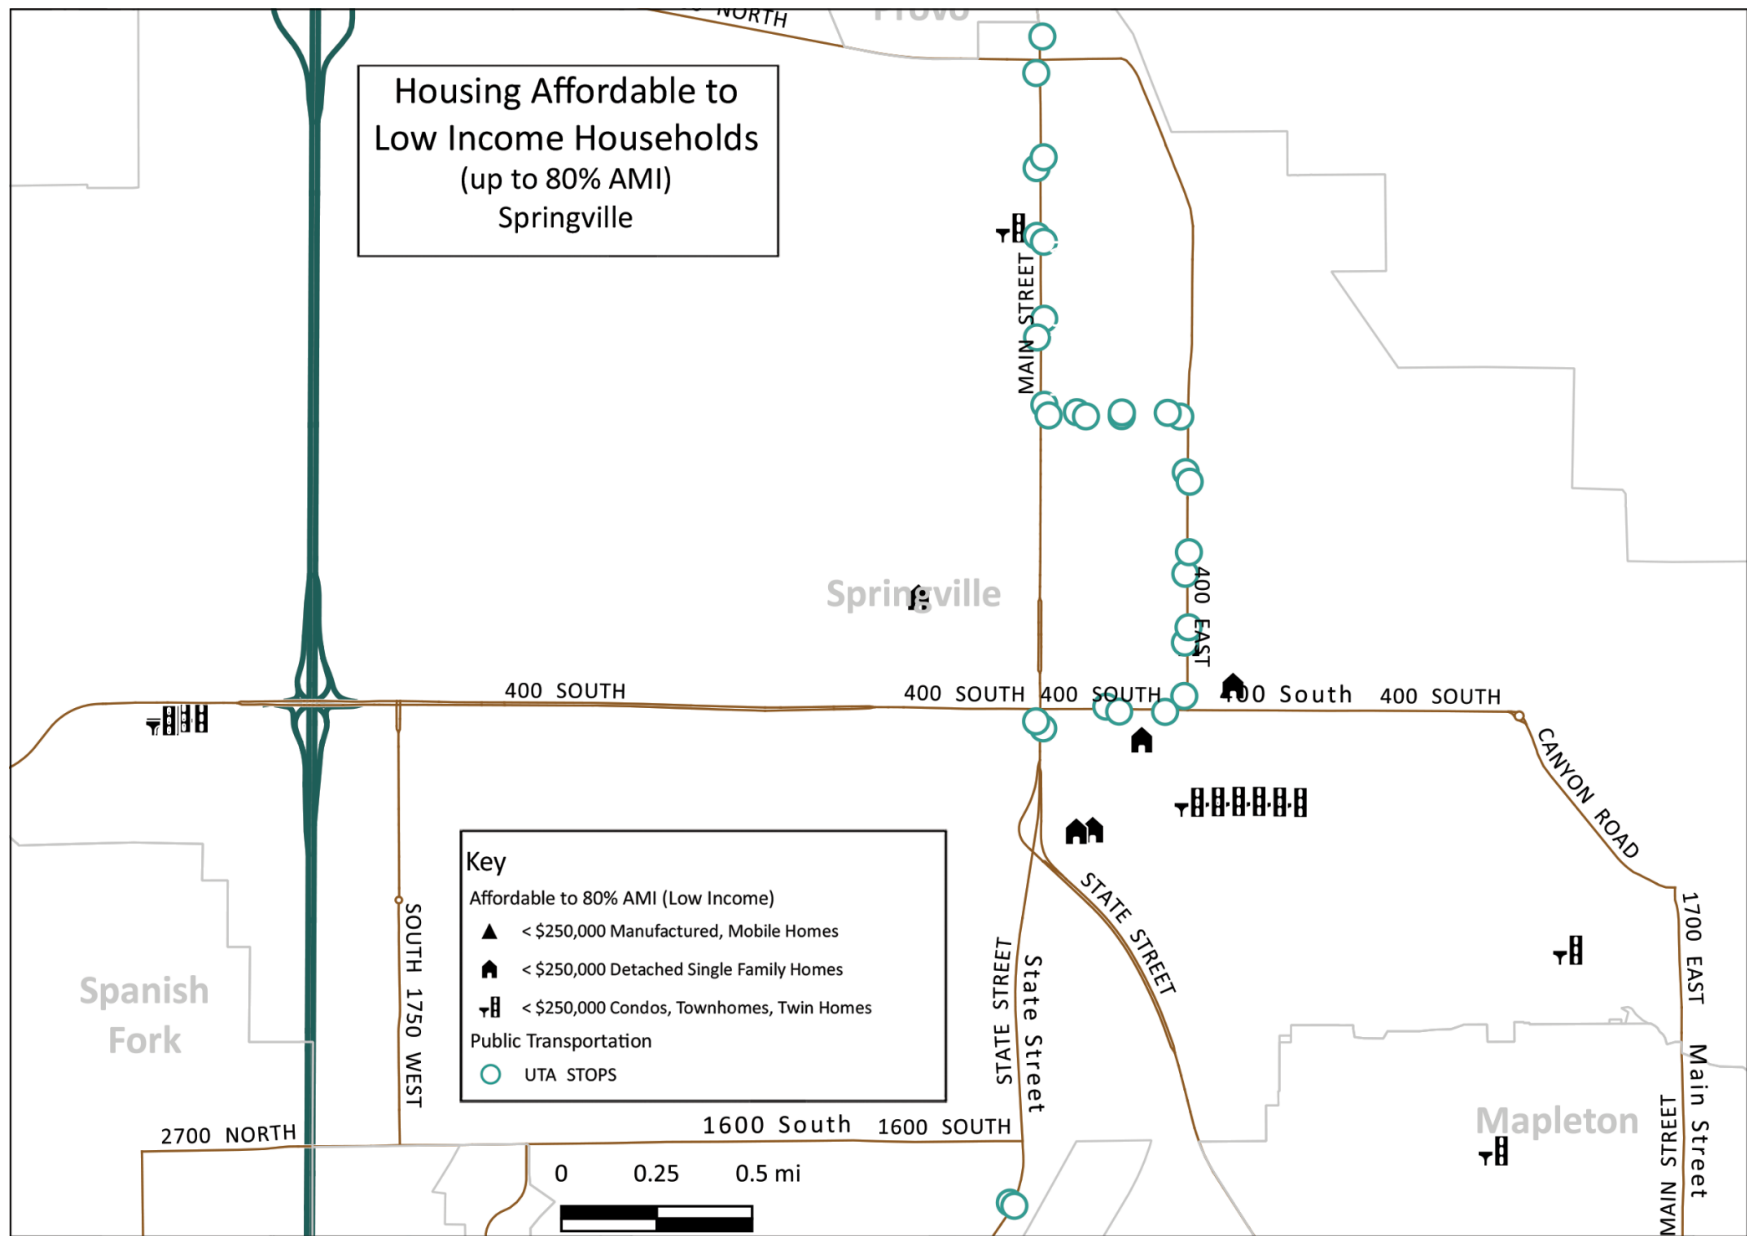 NORTH
Provo
Housing Affordable to
Low Income Households
(up to 80% AMI)
Springville
MAIN STREET
Springville
400 EAST
400 SOUTH
400 SOUTH
400 SOUTH
400 South
400 SOUTH
CANYON ROAD
Key
Affordable to 80% AMI (Low Income)
< $250,000 Manufactured, Mobile Homes
< $250,000 Detached Single Family Homes
< $250,000 Condos, Townhomes, Twin Homes
Public Transportation
UTA STOPS
STATE STREET
STATE STREET
State Street
SOUTH 1750 WEST
1700 EAST
Spanish
Fork
Main Street
MAIN STREET
Mapleton
2700 NORTH
1600 South
1600 SOUTH
0 0.25 0.5 mi